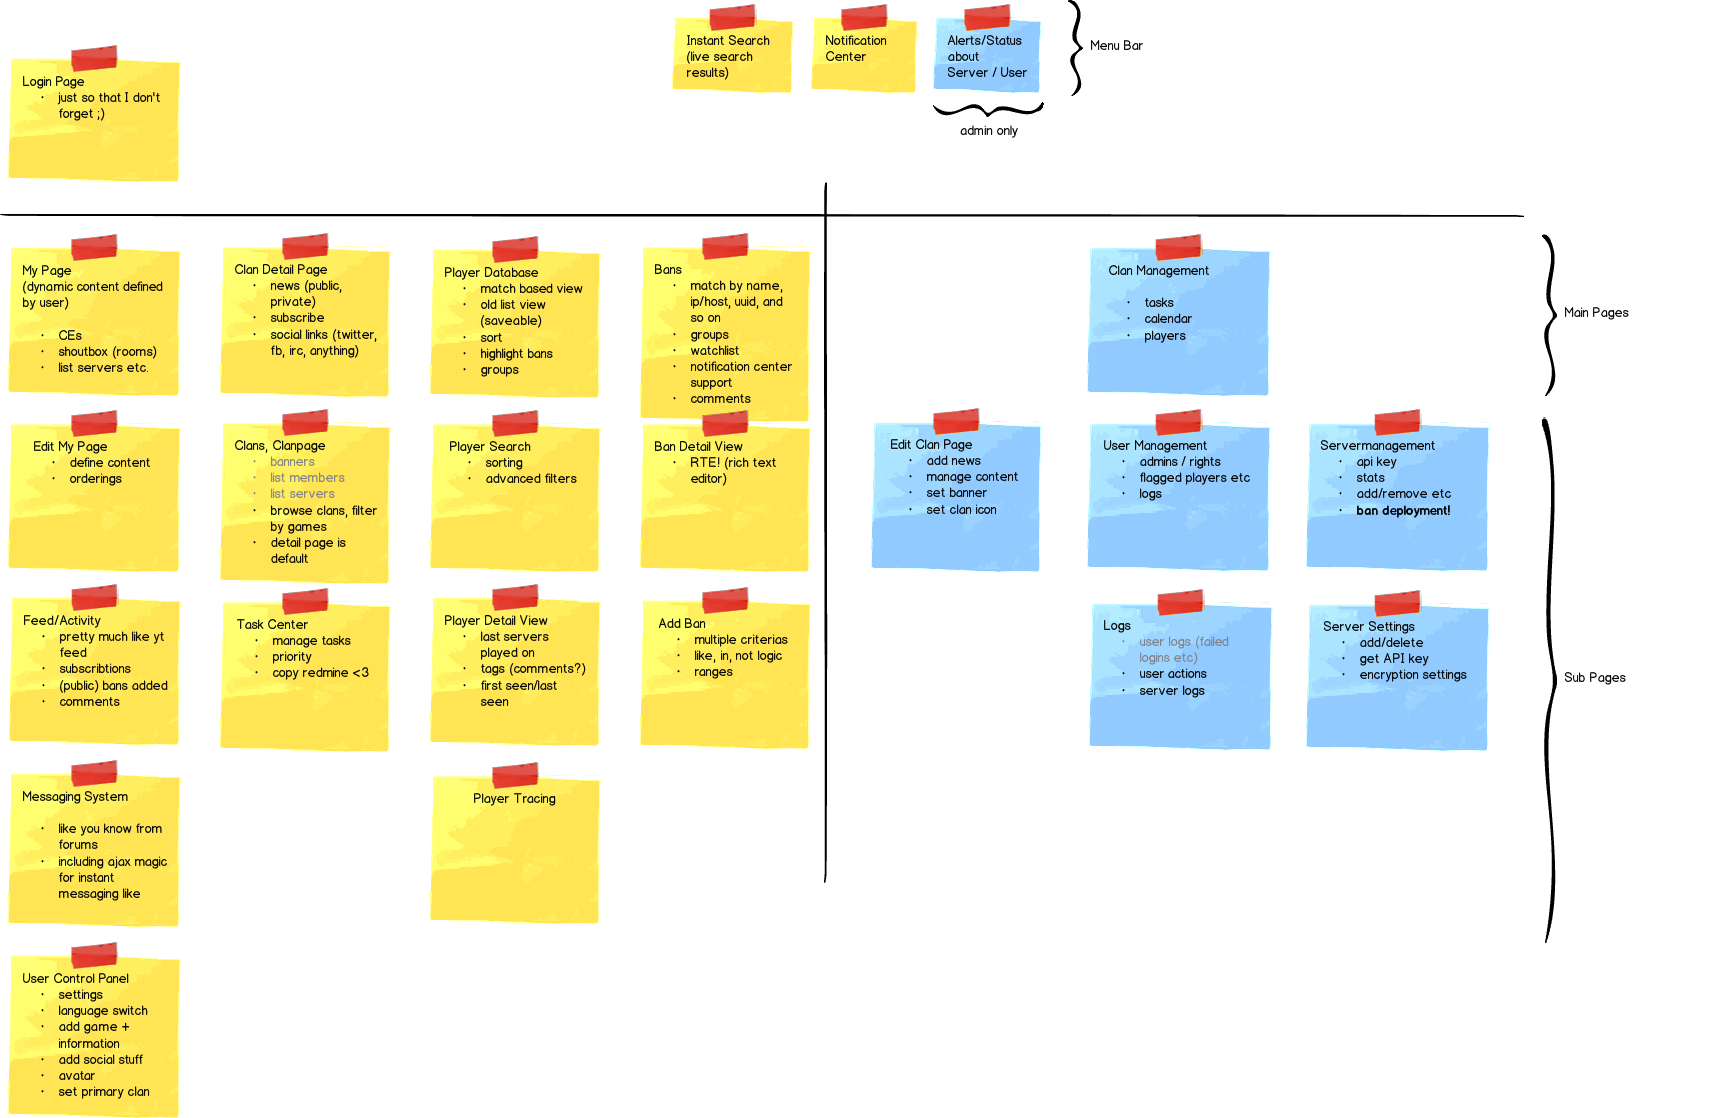 Instant Search
(live search
results)
Notification
Center
Alerts/Status
about
Server / User
Menu Bar
admin only
Login Page
· just so that I don't
forget ;)
My Page
(dynamic content defined
by user)
· CEs
· shoutbox (rooms)
· list servers etc.
Clan Detail Page
· news (public,
private)
· subscribe
· social links (twitter,
fb, irc, anything)
Player Database
· match based view
· old list view
(saveable)
· sort
· highlight bans
· groups
Bans
· match by name,
ip/host, uuid, and
so on
· groups
· watchlist
· notification center
support
· comments
Clan Management
· tasks
· calendar
· players
Main Pages
Edit My Page
· define content
· orderings
Clans, Clanpage
· banners
· list members
· list servers
· browse clans, filter
by games
· detail page is
default
Player Search
· sorting
· advanced filters
Ban Detail View
· RTE! (rich text
editor)
Edit Clan Page
· add news
· manage content
· set banner
· set clan icon
User Management
· admins / rights
· flagged players etc
· logs
Servermanagement
· api key
· stats
· add/remove etc
· ban deployment!
Feed/Activity
· pretty much like yt
feed
· subscribtions
· (public) bans added
· comments
Task Center
· manage tasks
· priority
· copy redmine <3
Player Detail View
· last servers
played on
· tags (comments?)
· first seen/last
seen
Add Ban
· multiple criterias
· like, in, not logic
· ranges
Logs
· user logs (failed
logins etc)
· user actions
· server logs
Server Settings
· add/delete
· get API key
· encryption settings
Sub Pages
Messaging System
· like you know from
forums
· including ajax magic
for instant
messaging like
Player Tracing
User Control Panel
· settings
· language switch
· add game +
information
· add social stuff
· avatar
· set primary clan